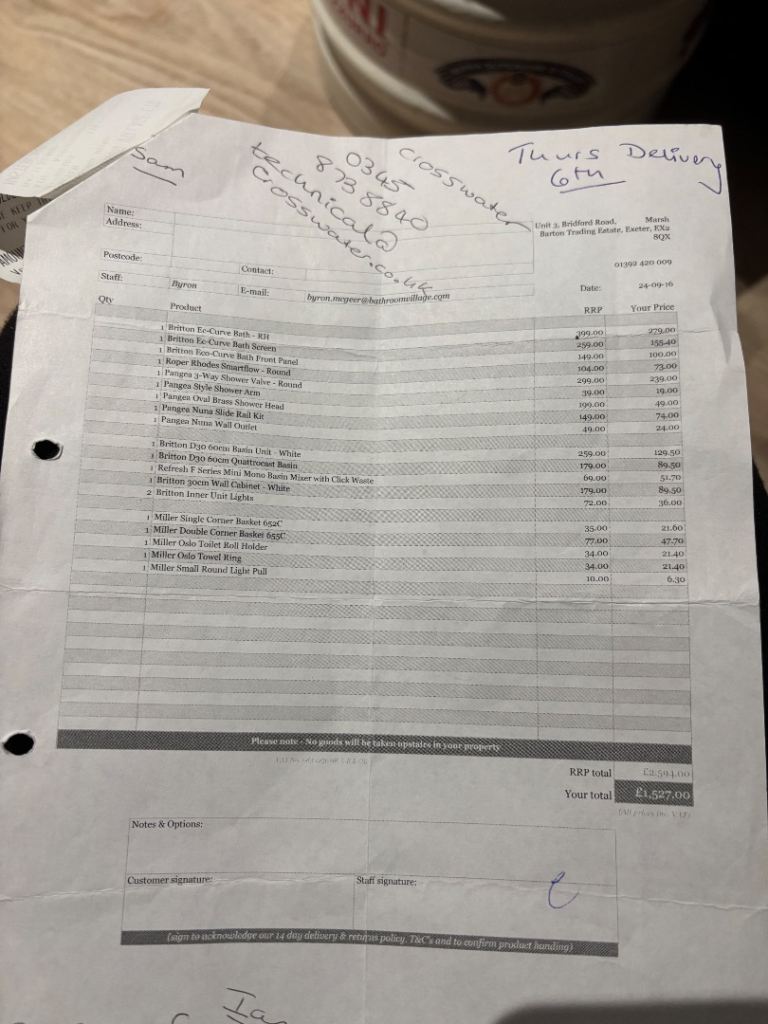 Thurs Delivery
6th
Sam
crosswater
0345
873 8840
technical@
crosswater.co.uk
Name:
Address:
Unit 3, Bridford Road, Marsh
Barton Trading Estate, Exeter, EX2
8QX
Postcode:
Contact:
01392 420 009
Staff: Byron E-mail: byron.mcgeer@bathroomvillage.com Date: 24-09-16
Qty Product RRP Your Price
1 Britton Ec-Curve Bath - RH 399.00 279.00
1 Britton Ec-Curve Bath Screen 259.00 155.40
1 Britton Eco-Curve Bath Front Panel 149.00 100.00
1 Roper Rhodes Smartflow - Round 104.00 73.00
1 Pangea 3-Way Shower Valve - Round 299.00 239.00
1 Pangea Style Shower Arm 39.00 19.00
1 Pangea Oval Brass Shower Head 199.00 49.00
1 Pangea Nuna Slide Rail Kit 149.00 74.00
1 Pangea Nuna Wall Outlet 49.00 24.00
1 Britton D30 60cm Basin Unit - White 259.00 129.50
1 Britton D30 60cm Quattrocast Basin 179.00 89.50
1 Refresh F Series Mini Mono Basin Mixer with Click Waste 69.00 51.70
1 Britton 30cm Wall Cabinet - White 179.00 89.50
2 Britton Inner Unit Lights 72.00 36.00
1 Miller Single Corner Basket 652C 35.00 21.60
1 Miller Double Corner Basket 655C 77.00 47.70
1 Miller Oslo Toilet Roll Holder 34.00 21.40
1 Miller Oslo Towel Ring 34.00 21.40
1 Miller Small Round Light Pull 10.00 6.30
Please note - No goods will be taken upstairs in your property
RRP total £2,594.00
Your total £1,527.00
(All prices inc. VAT)
Notes & Options:
Customer signature: Staff signature:
(sign to acknowledge our 14 day delivery & returns policy, T&C's and to confirm product handing)
Ian